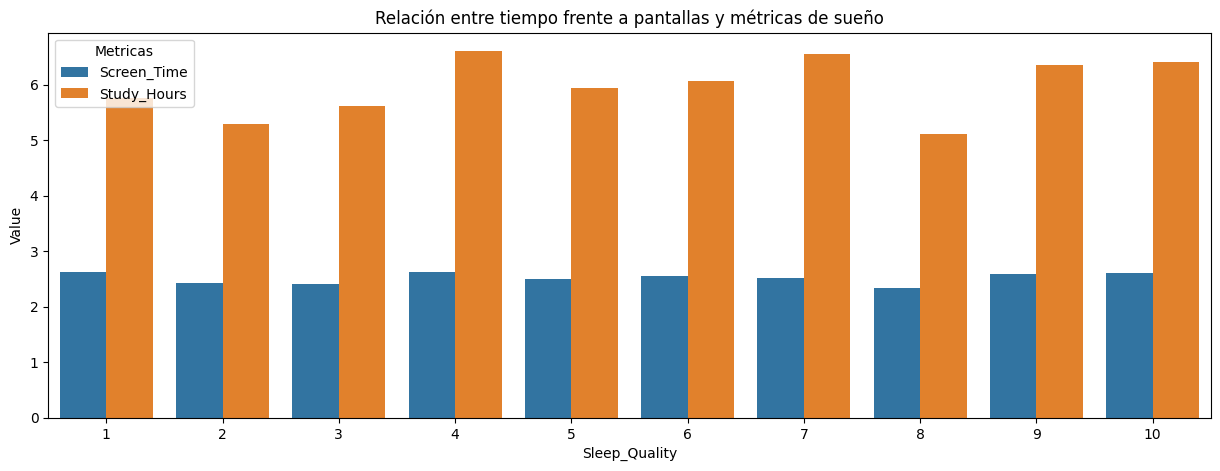 Relación entre tiempo frente a pantallas y métricas de sueño
Metricas
Screen_Time
Study_Hours
Value
6
5
4
3
2
1
0
1 2 3 4 5 6 7 8 9 10
Sleep_Quality